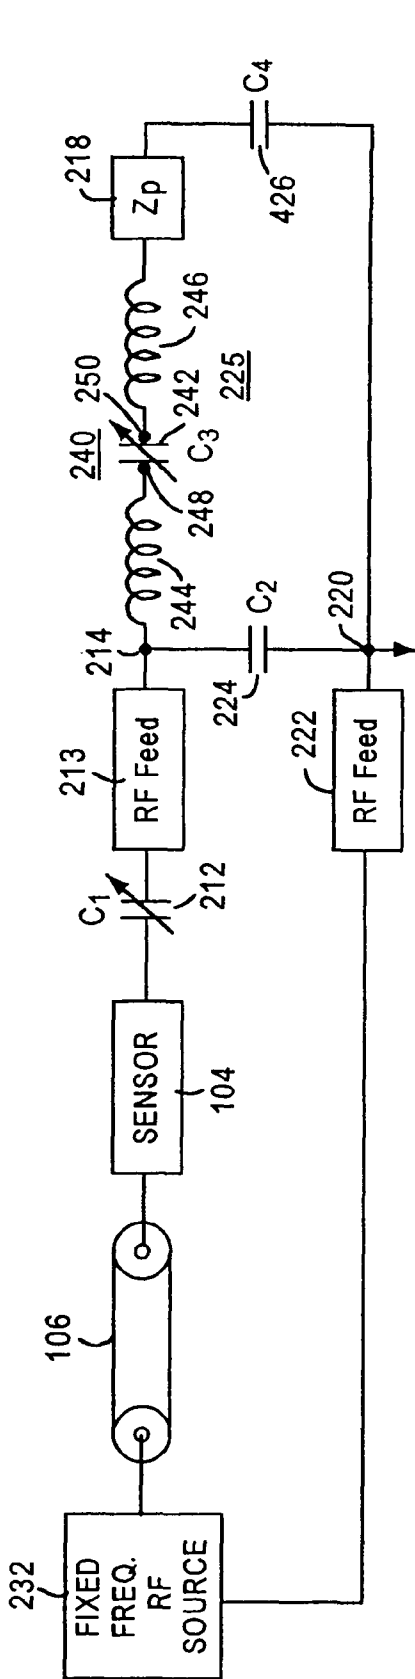 232
FIXED
FREQ.
RF
SOURCE
106
SENSOR
104
C1
212
213
RF Feed
214
244
240
248
250
242
C3
246
225
218
Zp
C4
426
C2
224
220
222
RF Feed